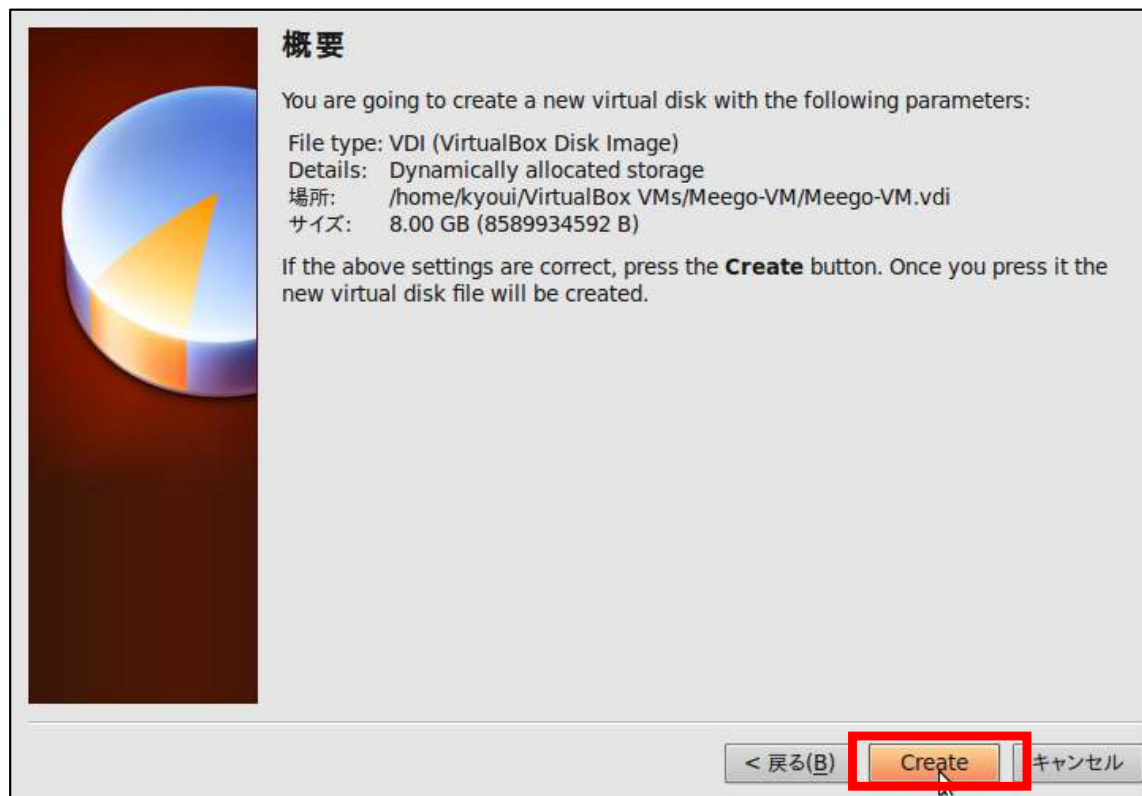 概要
You are going to create a new virtual disk with the following parameters:
File type: VDI (VirtualBox Disk Image)
Details: Dynamically allocated storage
場所: /home/kyoui/VirtualBox VMs/Meego-VM/Meego-VM.vdi
サイズ: 8.00 GB (8589934592 B)
If the above settings are correct, press the Create button. Once you press it the
new virtual disk file will be created.
< 戻る(B) Create キャンセル